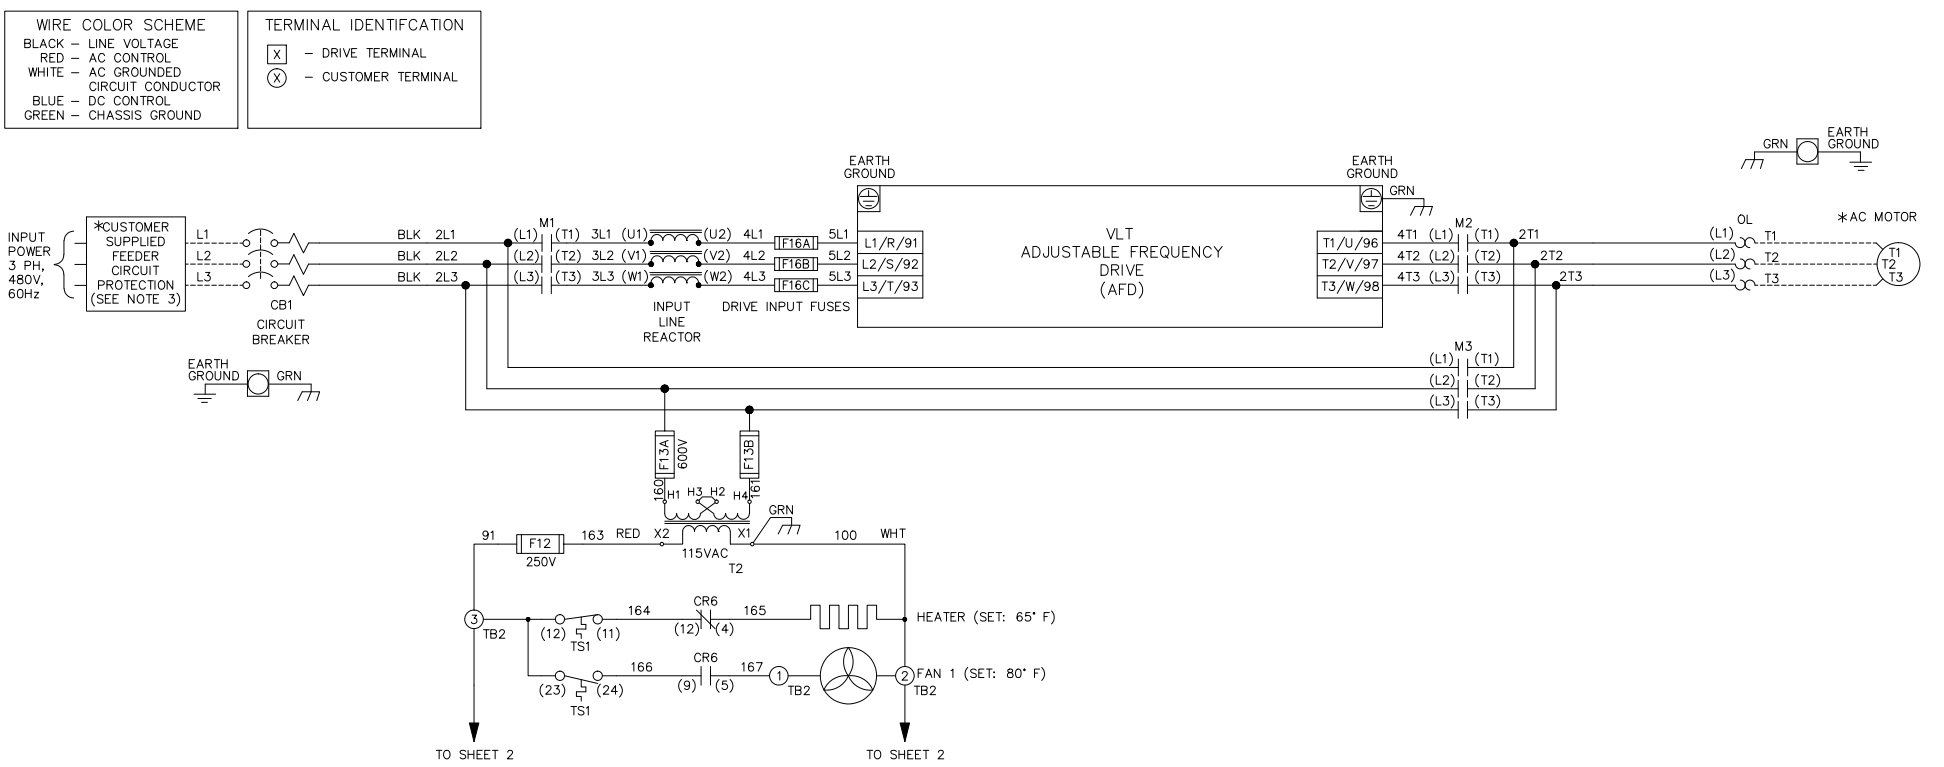 WIRE COLOR SCHEME
BLACK – LINE VOLTAGE
RED – AC CONTROL
WHITE – AC GROUNDED
CIRCUIT CONDUCTOR
BLUE – DC CONTROL
GREEN – CHASSIS GROUND
TERMINAL IDENTIFCATION
X – DRIVE TERMINAL
X – CUSTOMER TERMINAL
GRN
EARTH
GROUND
INPUT
POWER
3 PH,
480V,
60Hz
*CUSTOMER
SUPPLIED
FEEDER
CIRCUIT
PROTECTION
(SEE NOTE 3)
L1
L2
L3
CB1
CIRCUIT
BREAKER
BLK 2L1
BLK 2L2
BLK 2L3
M1
(L1) (T1) 3L1 (U1) (U2) 4L1 F16A 5L1
(L2) (T2) 3L2 (V1) (V2) 4L2 F16B 5L2
(L3) (T3) 3L3 (W1) (W2) 4L3 F16C 5L3
INPUT
LINE
REACTOR
DRIVE INPUT FUSES
EARTH
GROUND
L1/R/91
L2/S/92
L3/T/93
VLT
ADJUSTABLE FREQUENCY
DRIVE
(AFD)
EARTH
GROUND
GRN
T1/U/96
T2/V/97
T3/W/98
M2
4T1 (L1) (T1) 2T1
4T2 (L2) (T2) 2T2
4T3 (L3) (T3) 2T3
OL
(L1) T1
(L2) T2
(L3) T3
*AC MOTOR
T1
T2
T3
M3
(L1) (T1)
(L2) (T2)
(L3) (T3)
EARTH
GROUND
GRN
F13A
600V
F13B
160
161
H1 H3 H2 H4
GRN
91 F12 163 RED X2 X1 100 WHT
250V
115VAC
T2
3
TB2
(12) (11)
TS1
164
CR6
(12) (4)
165
HEATER (SET: 65° F)
(23) (24)
TS1
166
CR6
(9) (5)
167
1
TB2
2
TB2
FAN 1 (SET: 80° F)
TO SHEET 2
TO SHEET 2